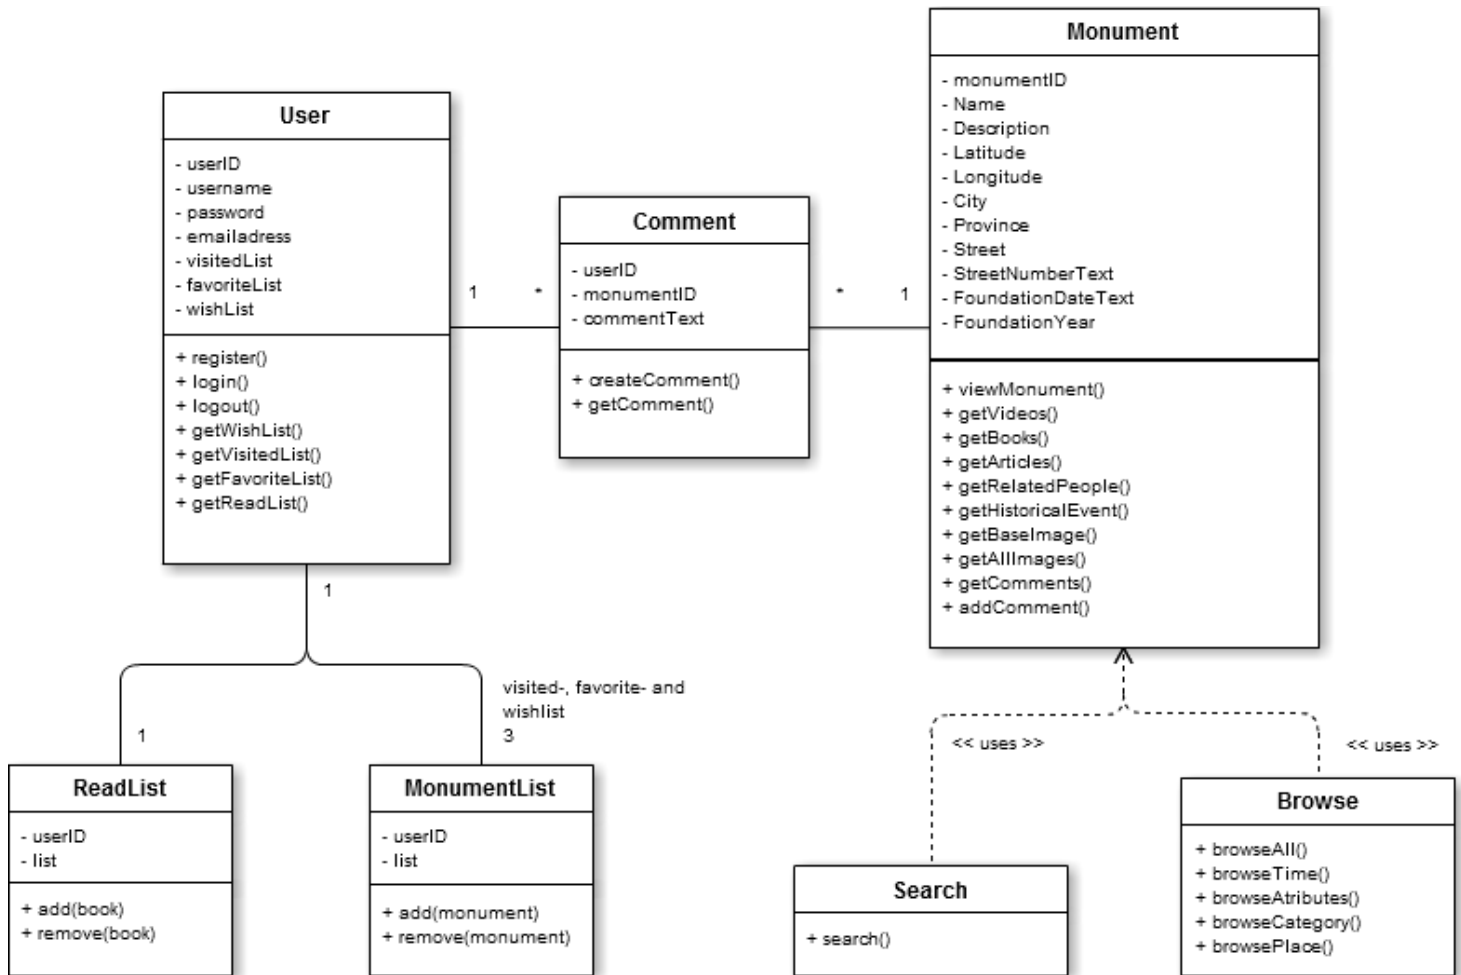 User
- userID
- username
- password
- emailadress
- visitedList
- favoriteList
- wishList
+ register()
+ login()
+ logout()
+ getWishList()
+ getVisitedList()
+ getFavoriteList()
+ getReadList()
1
*
Comment
- userID
- monumentID
- commentText
+ createComment()
+ getComment()
*
1
Monument
- monumentID
- Name
- Description
- Latitude
- Longitude
- City
- Province
- Street
- StreetNumberText
- FoundationDateText
- FoundationYear
+ viewMonument()
+ getVideos()
+ getBooks()
+ getArticles()
+ getRelatedPeople()
+ getHistoricalEvent()
+ getBaseImage()
+ getAllImages()
+ getComments()
+ addComment()
1
1
visited-, favorite- and
wishlist
3
<< uses >>
<< uses >>
ReadList
- userID
- list
+ add(book)
+ remove(book)
MonumentList
- userID
- list
+ add(monument)
+ remove(monument)
Search
+ search()
Browse
+ browseAll()
+ browseTime()
+ browseAtributes()
+ browseCategory()
+ browsePlace()